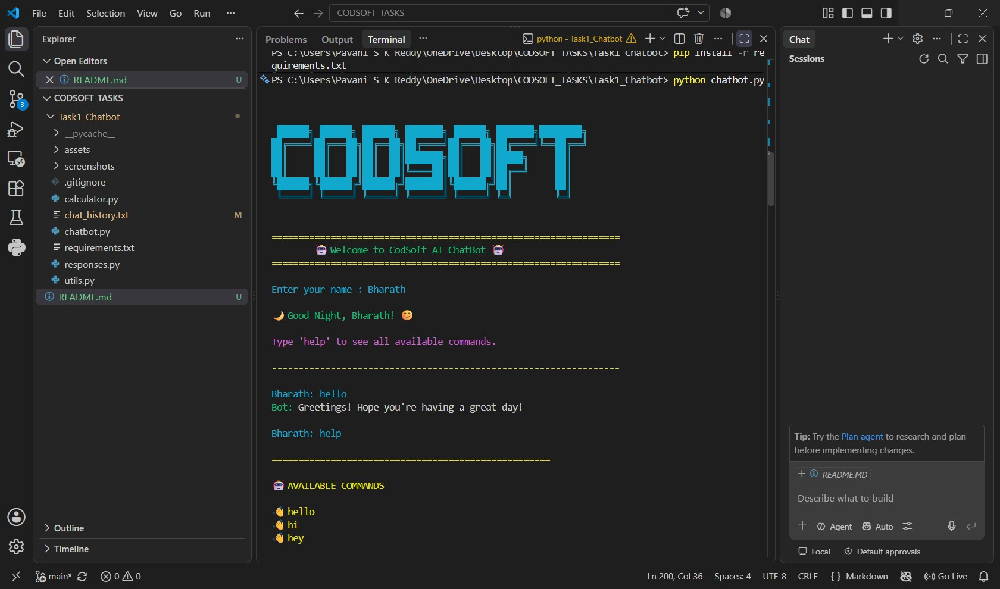 File Edit Selection View Go Run ···
CODSOFT_TASKS
Explorer
Open Editors
README.md U
CODSOFT_TASKS
Task1_Chatbot
__pycache__
assets
screenshots
.gitignore
calculator.py
chat_history.txt M
chatbot.py
requirements.txt
responses.py
utils.py
README.md U
Outline
Timeline
3
Problems Output Terminal ···
python - Task1_Chatbot
PS C:\Users\Pavani S K Reddy\OneDrive\Desktop\CODSOFT_TASKS\Task1_Chatbot> pip install -r re
quirements.txt
PS C:\Users\Pavani S K Reddy\OneDrive\Desktop\CODSOFT_TASKS\Task1_Chatbot> python chatbot.py
CODSOFT
=================================================================
Welcome to CodSoft AI ChatBot
=================================================================
Enter your name : Bharath
Good Night, Bharath!
Type 'help' to see all available commands.
-----------------------------------------------------------------
Bharath: hello
Bot: Greetings! Hope you're having a great day!
Bharath: help
====================================================
AVAILABLE COMMANDS
hello
hi
hey
Chat
Sessions
Tip: Try the Plan agent to research and plan
before implementing changes.
README.MD
Describe what to build
Agent Auto
Local Default approvals
main* 0 0
Ln 200, Col 36 Spaces: 4 UTF-8 CRLF { } Markdown Go Live